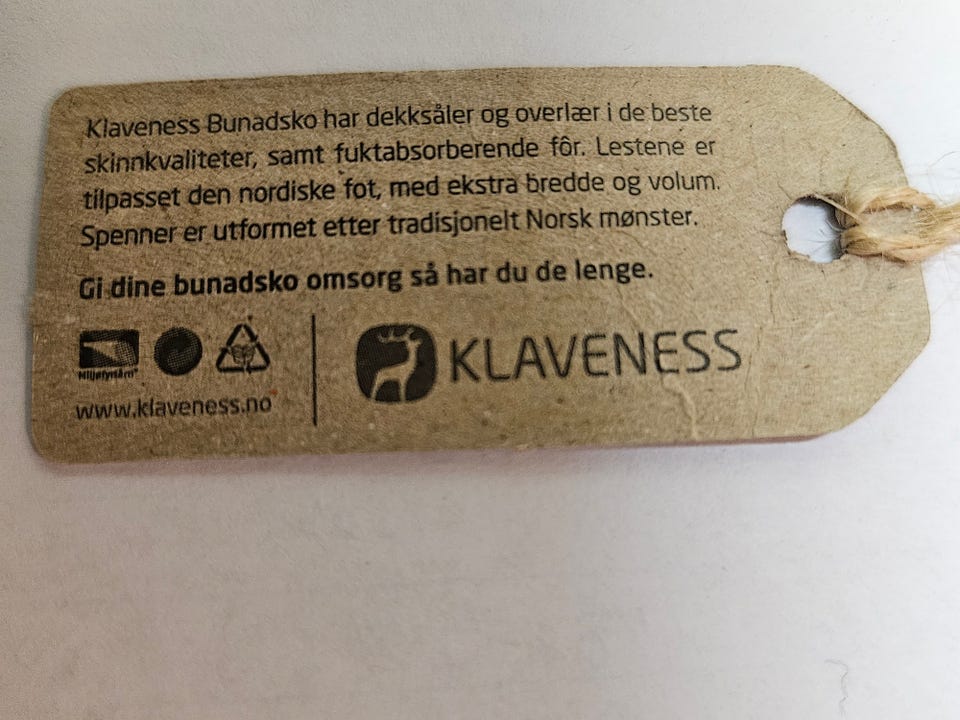 Klaveness Bunadsko har dekksåler og overlær i de beste
skinnkvaliteter, samt fuktabsorberende fôr. Lestene er
tilpasset den nordiske fot, med ekstra bredde og volum.
Spenner er utformet etter tradisjonelt Norsk mønster.
Gi dine bunadsko omsorg så har du de lenge.
Miljøfyrtårn®
www.klaveness.no
KLAVENESS